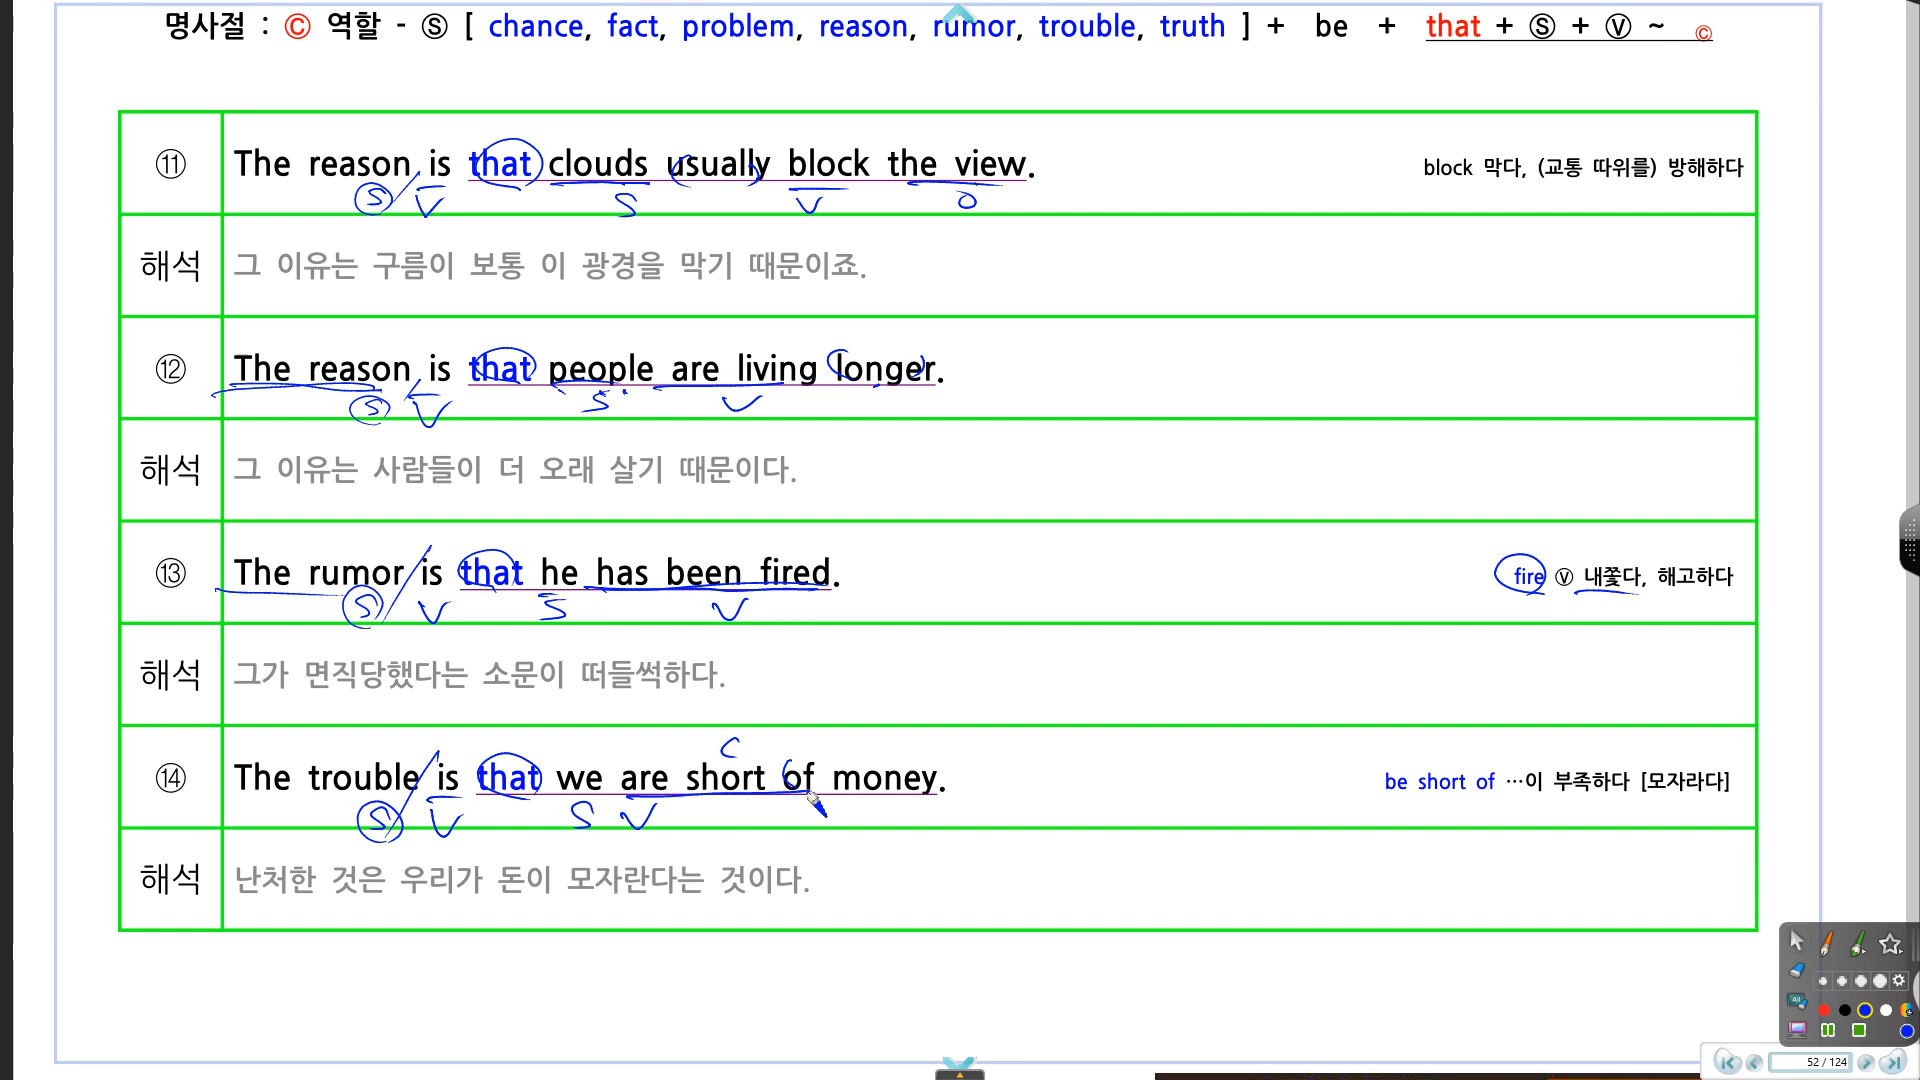 명사절 : ⓒ 역할 - Ⓢ [ chance, fact, problem, reason, rumor, trouble, truth ] + be + that + Ⓢ + Ⓥ ~ ⓒ
⑪ The reason is that clouds usually block the view. block 막다, (교통 따위를) 방해하다
S V S V O
해석 그 이유는 구름이 보통 이 광경을 막기 때문이죠.
⑫ The reason is that people are living longer.
S V S V
해석 그 이유는 사람들이 더 오래 살기 때문이다.
⑬ The rumor is that he has been fired. fire ⓥ 내쫓다, 해고하다
S V S V
해석 그가 면직당했다는 소문이 떠들썩하다.
C
⑭ The trouble is that we are short of money. be short of …이 부족하다 [모자라다]
S V S V
해석 난처한 것은 우리가 돈이 모자란다는 것이다.
52 / 124